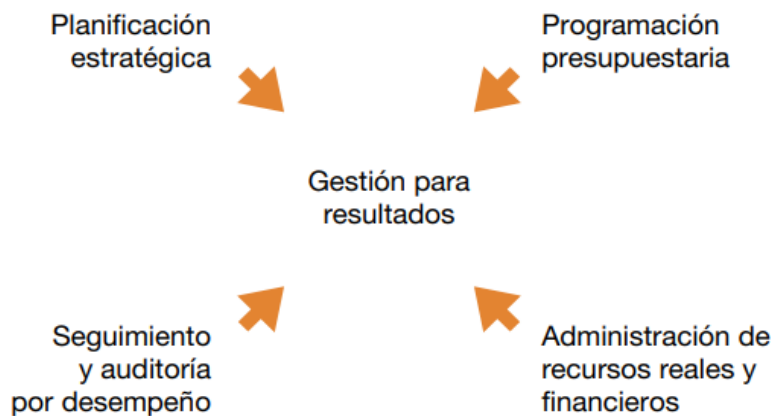 Planificación
estratégica
Programación
presupuestaria
Gestión para
resultados
Seguimiento
y auditoría
por desempeño
Administración de
recursos reales y
financieros